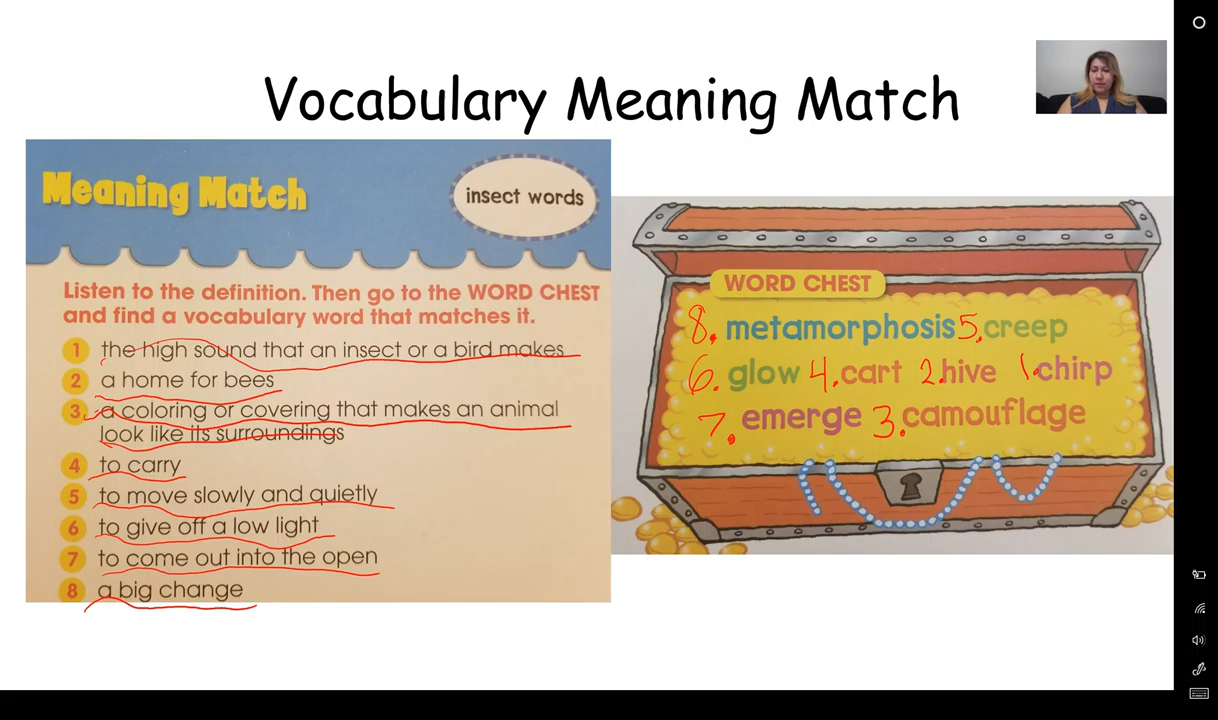 Vocabulary Meaning Match
Meaning Match
insect words
Listen to the definition. Then go to the WORD CHEST
and find a vocabulary word that matches it.
1 the high sound that an insect or a bird makes
2 a home for bees
3 a coloring or covering that makes an animal
look like its surroundings
4 to carry
5 to move slowly and quietly
6 to give off a low light
7 to come out into the open
8 a big change
WORD CHEST
8. metamorphosis 5. creep
6. glow 4. cart 2. hive 1. chirp
7. emerge 3. camouflage